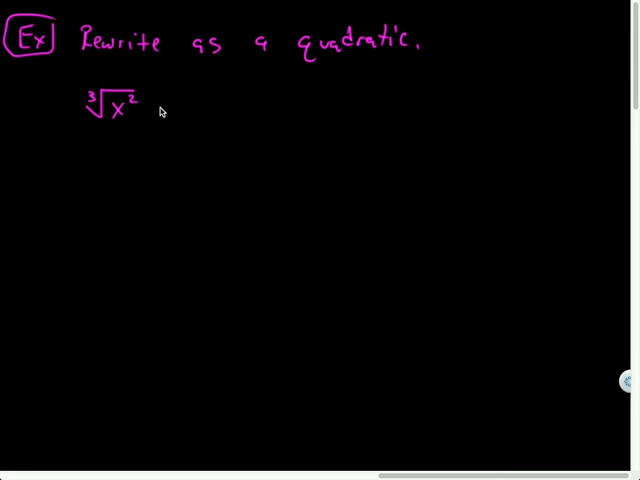 Ex Rewrite as a quadratic.
∛x²